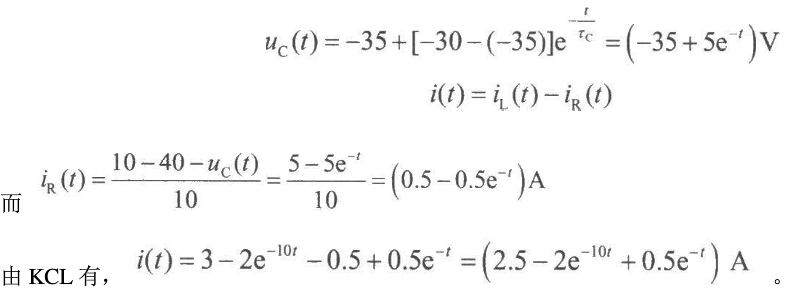 u_C(t) = −35 + [−30 − (−35)]e^{−t/τ_C} = (−35 + 5e^{−t})V
i(t) = i_L(t) − i_R(t)
而 i_R(t) = \frac{10 − 40 − u_C(t)}{10} = \frac{5 − 5e^{−t}}{10} = (0.5 − 0.5e^{−t})A
由 KCL 有， i(t) = 3 − 2e^{−10t} − 0.5 + 0.5e^{−t} = (2.5 − 2e^{−10t} + 0.5e^{−t}) A 。